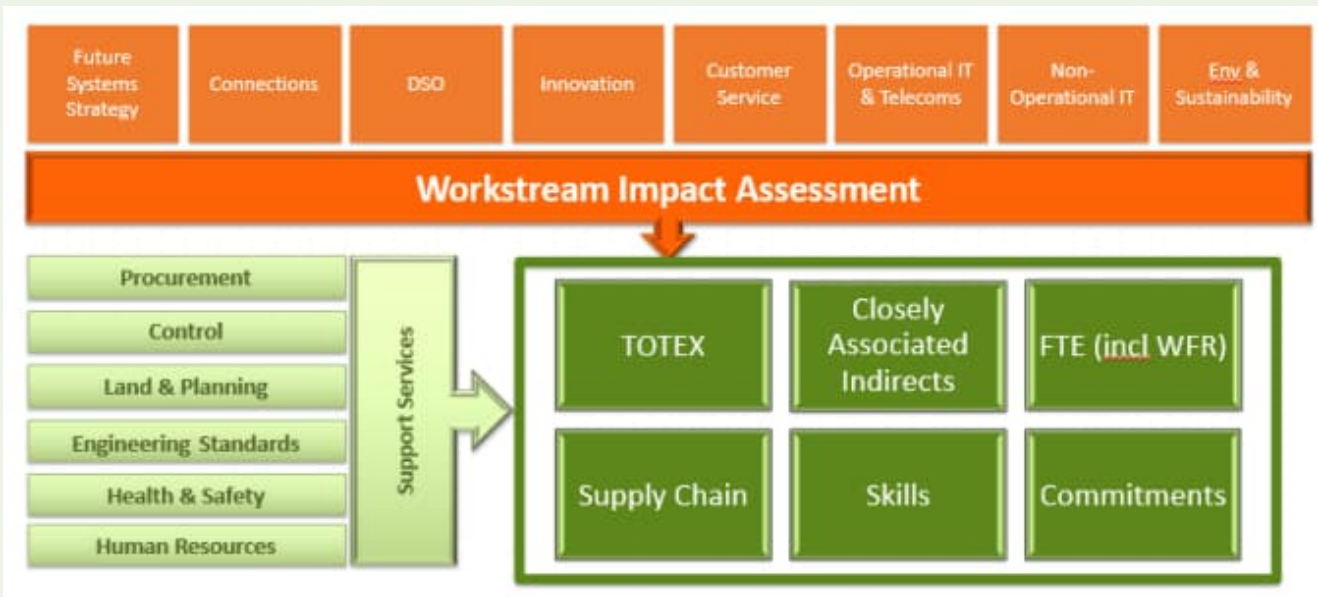 Future
Systems
Strategy
Connections
DSO
Innovation
Customer
Service
Operational IT
& Telecoms
Non-
Operational IT
Env &
Sustainability
Workstream Impact Assessment
Procurement
Control
Land & Planning
Engineering Standards
Health & Safety
Human Resources
Support Services
TOTEX
Closely
Associated
Indirects
FTE (incl WFR)
Supply Chain
Skills
Commitments